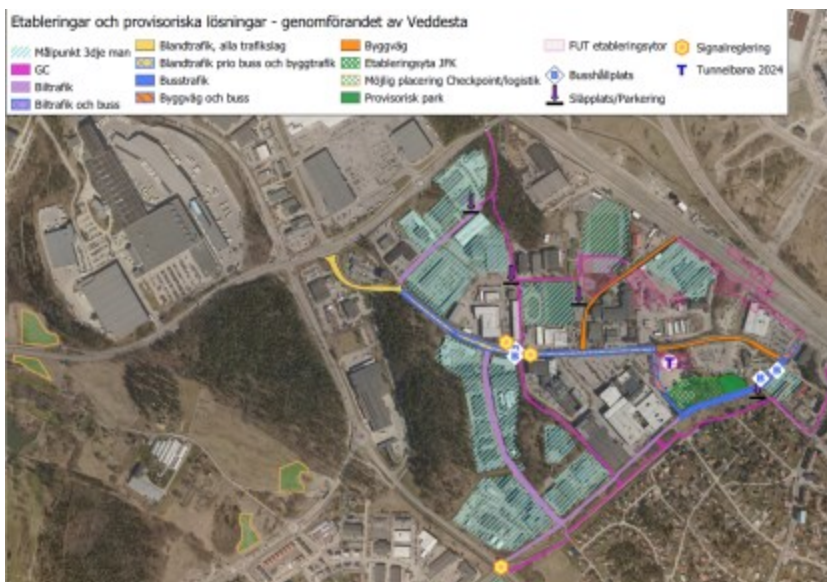 Etableringar och provisoriska lösningar - genomförandet av Veddesta
Målpunkt 3dje man
GC
Biltrafik
Biltrafik och buss
Blandtrafik, alla trafikslag
Blandtrafik prio buss och byggtrafik
Busstrafik
Byggväg och buss
Byggväg
Etableringsyta JPK
Möjlig placering Checkpoint/logistik
Provisorisk park
FUT etableringsytor
Busshållplats
Släpplats/Parkering
Signalreglering
T Tunnelbana 2024
T